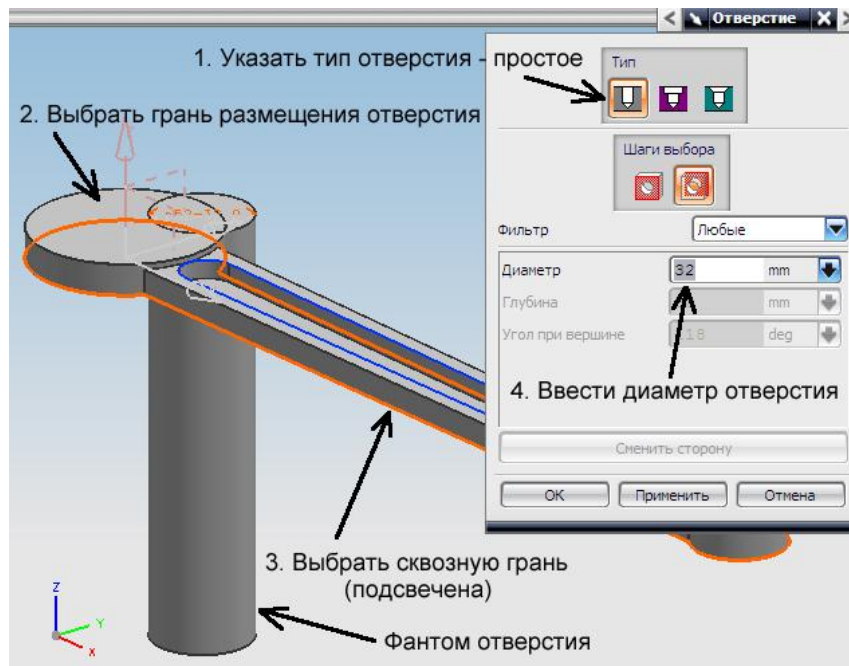 Отверстие
1. Указать тип отверстия - простое
Тип
2. Выбрать грань размещения отверстия
Шаги выбора
Фильтр
Любые
Диаметр
32
mm
Глубина
mm
Угол при вершине
deg
4. Ввести диаметр отверстия
Сменить сторону
OK
Применить
Отмена
3. Выбрать сквозную грань
(подсвечена)
Фантом отверстия
Z
Y
X